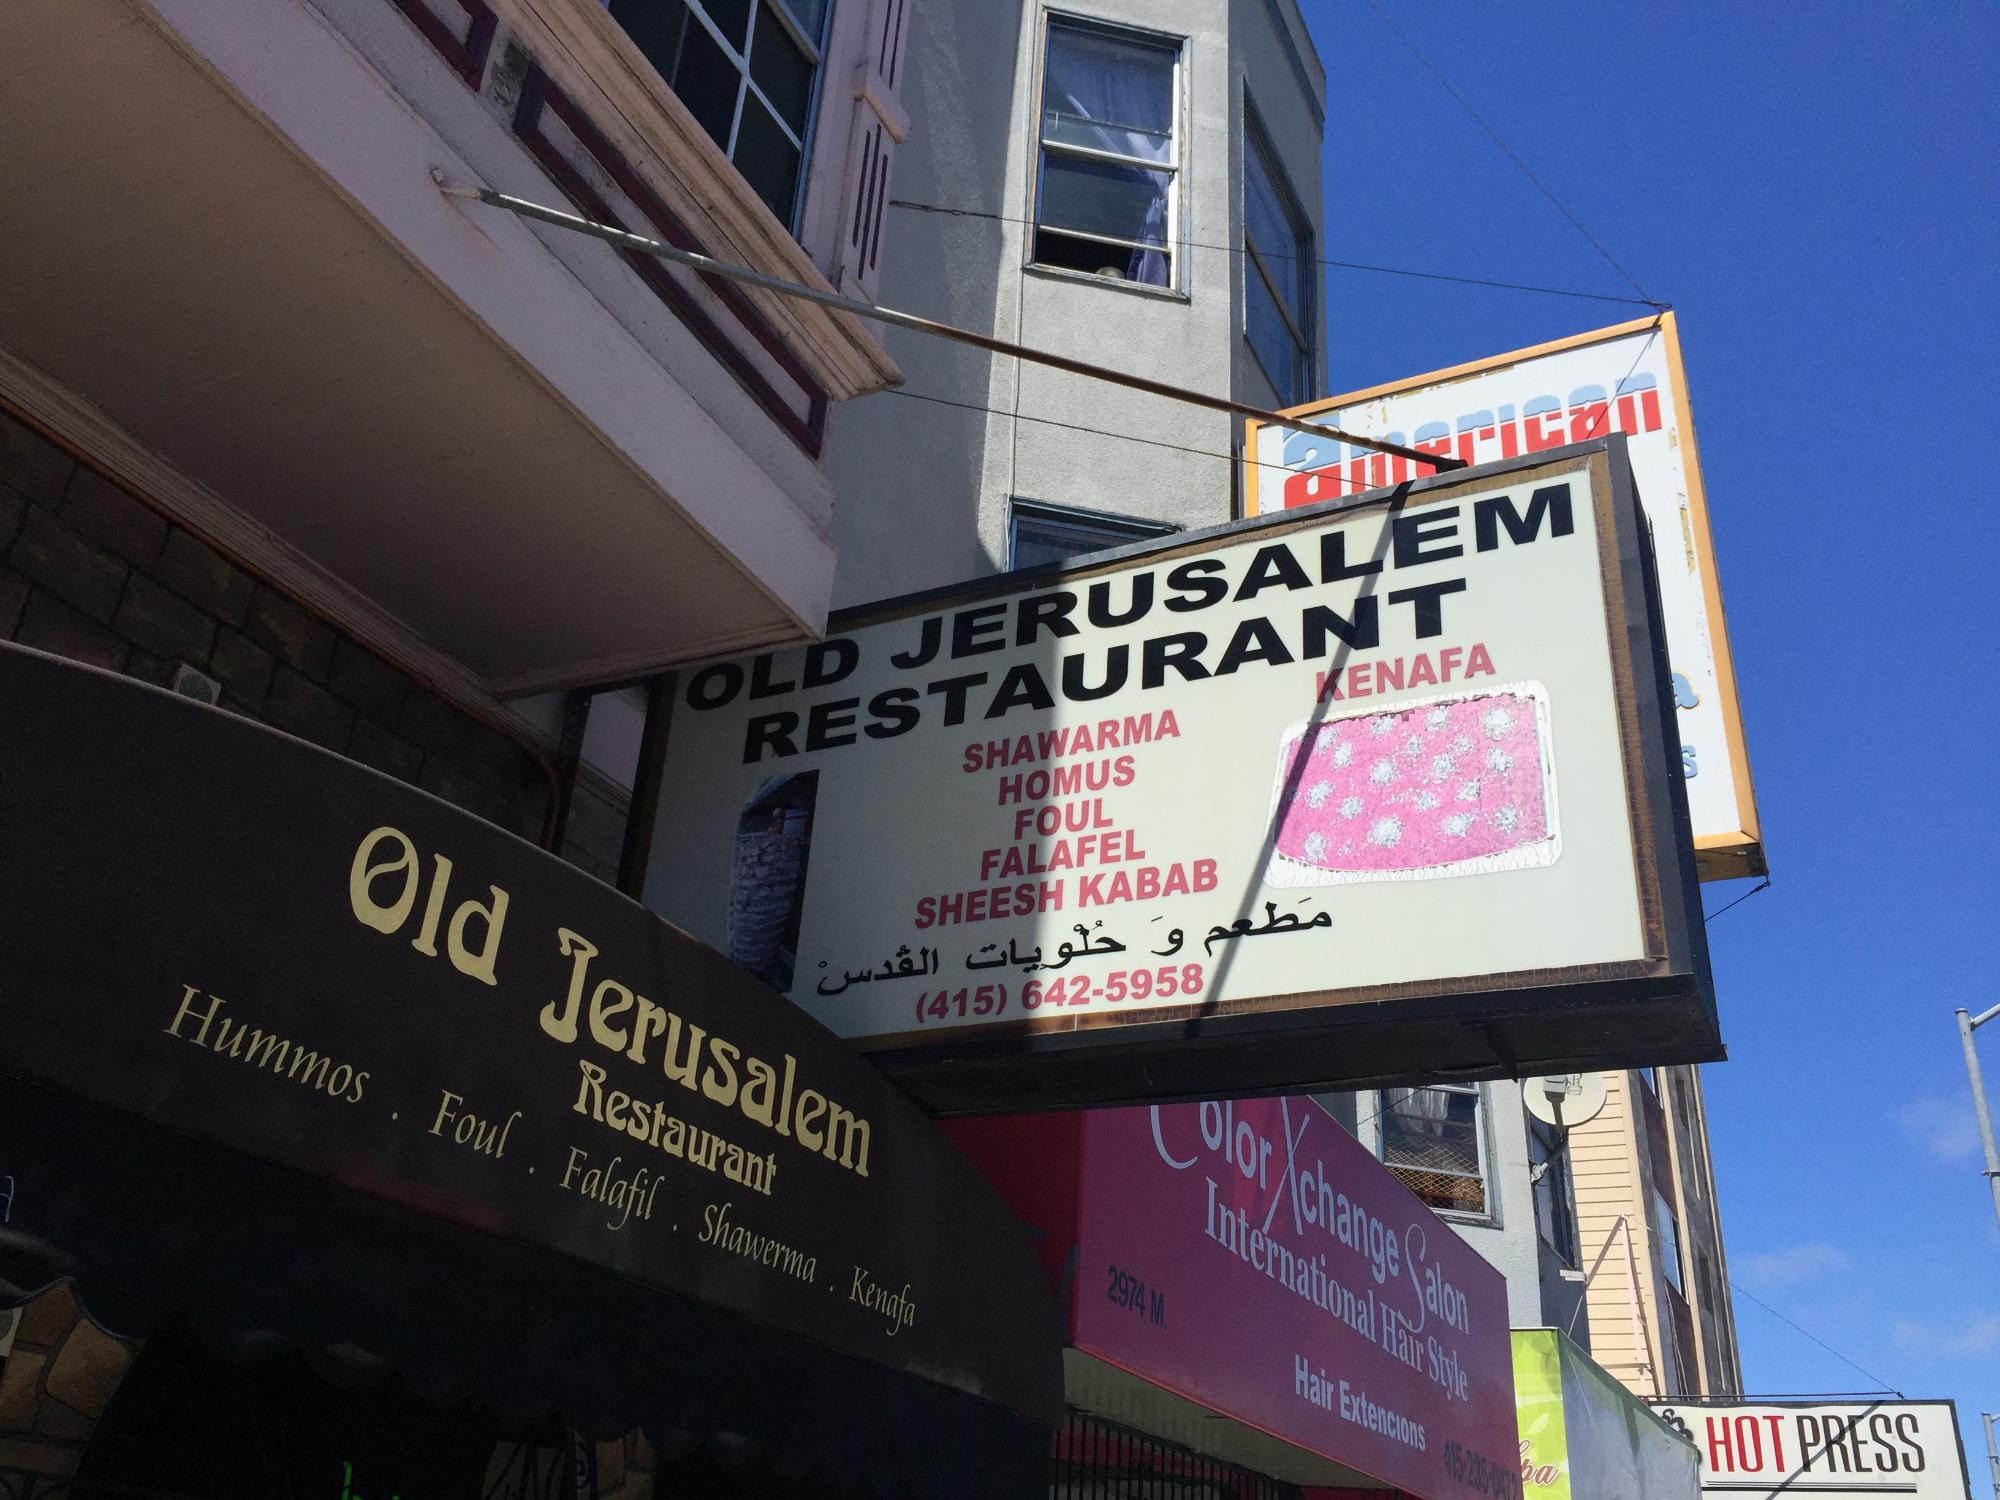 american
OLD JERUSALEM
RESTAURANT
KENAFA
SHAWARMA
HOMUS
FOUL
FALAFEL
SHEESH KABAB
مَطعم وَ حُلْويات القْدسْ
(415) 642-5958
Old Jerusalem
Restaurant
Hummos . Foul . Falafil . Shawerma . Kenafa
Color Xchange Salon
International Hair Style
2974 M.
Hair Extencions
HOT PRESS